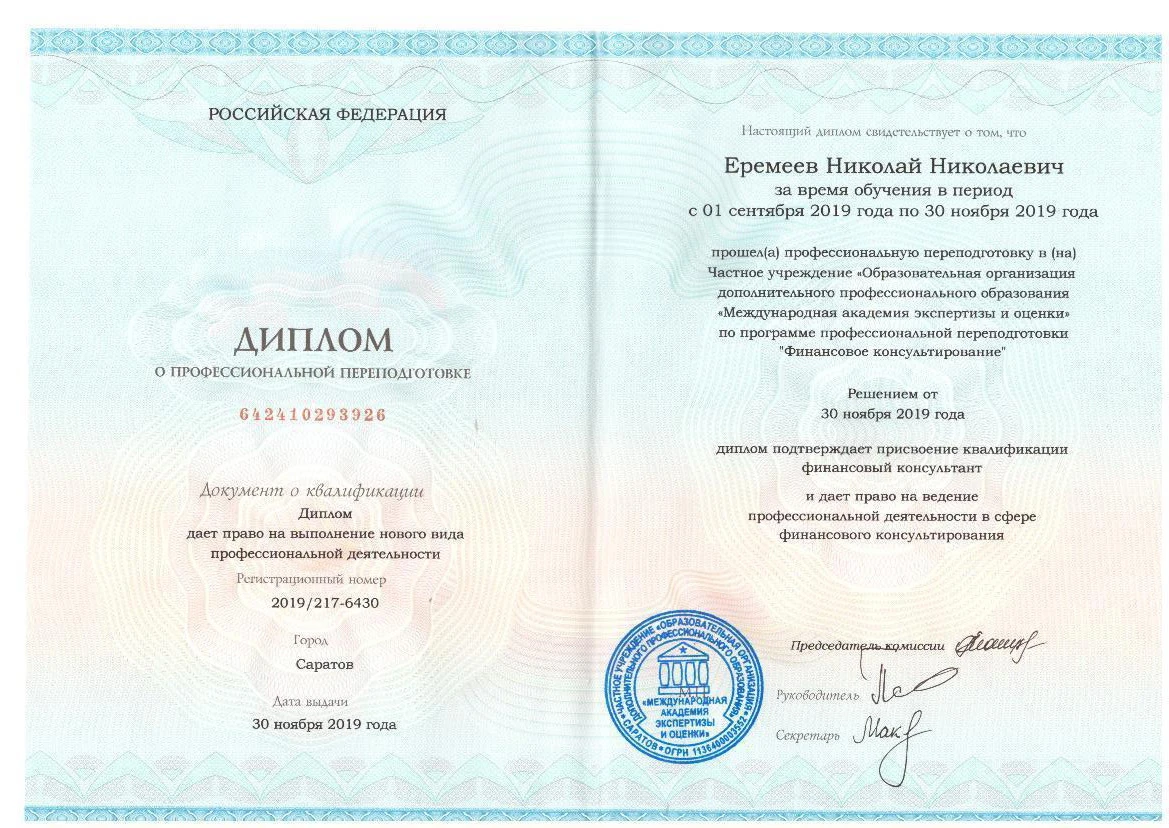 РОССИЙСКАЯ ФЕДЕРАЦИЯ
ДИПЛОМ
О ПРОФЕССИОНАЛЬНОЙ ПЕРЕПОДГОТОВКЕ
642410293926
Документ о квалификации
Диплом
дает право на выполнение нового вида
профессиональной деятельности
Регистрационный номер
2019/217-6430
Город
Саратов
Дата выдачи
30 ноября 2019 года
Настоящий диплом свидетельствует о том, что
Еремеев Николай Николаевич
за время обучения в период
с 01 сентября 2019 года по 30 ноября 2019 года
прошел(а) профессиональную переподготовку в (на)
Частное учреждение «Образовательная организация
дополнительного профессионального образования
«Международная академия экспертизы и оценки»
по программе профессиональной переподготовки
"Финансовое консультирование"
Решением от
30 ноября 2019 года
диплом подтверждает присвоение квалификации
финансовый консультант
и дает право на ведение
профессиональной деятельности в сфере
финансового консультирования
Председатель комиссии
Руководитель
Секретарь
М.П.
ЧАСТНОЕ УЧРЕЖДЕНИЕ «ОБРАЗОВАТЕЛЬНАЯ ОРГАНИЗАЦИЯ
ДОПОЛНИТЕЛЬНОГО ПРОФЕССИОНАЛЬНОГО ОБРАЗОВАНИЯ
«МЕЖДУНАРОДНАЯ
АКАДЕМИЯ
ЭКСПЕРТИЗЫ
И ОЦЕНКИ»
САРАТОВ • ОГРН 1136400003552